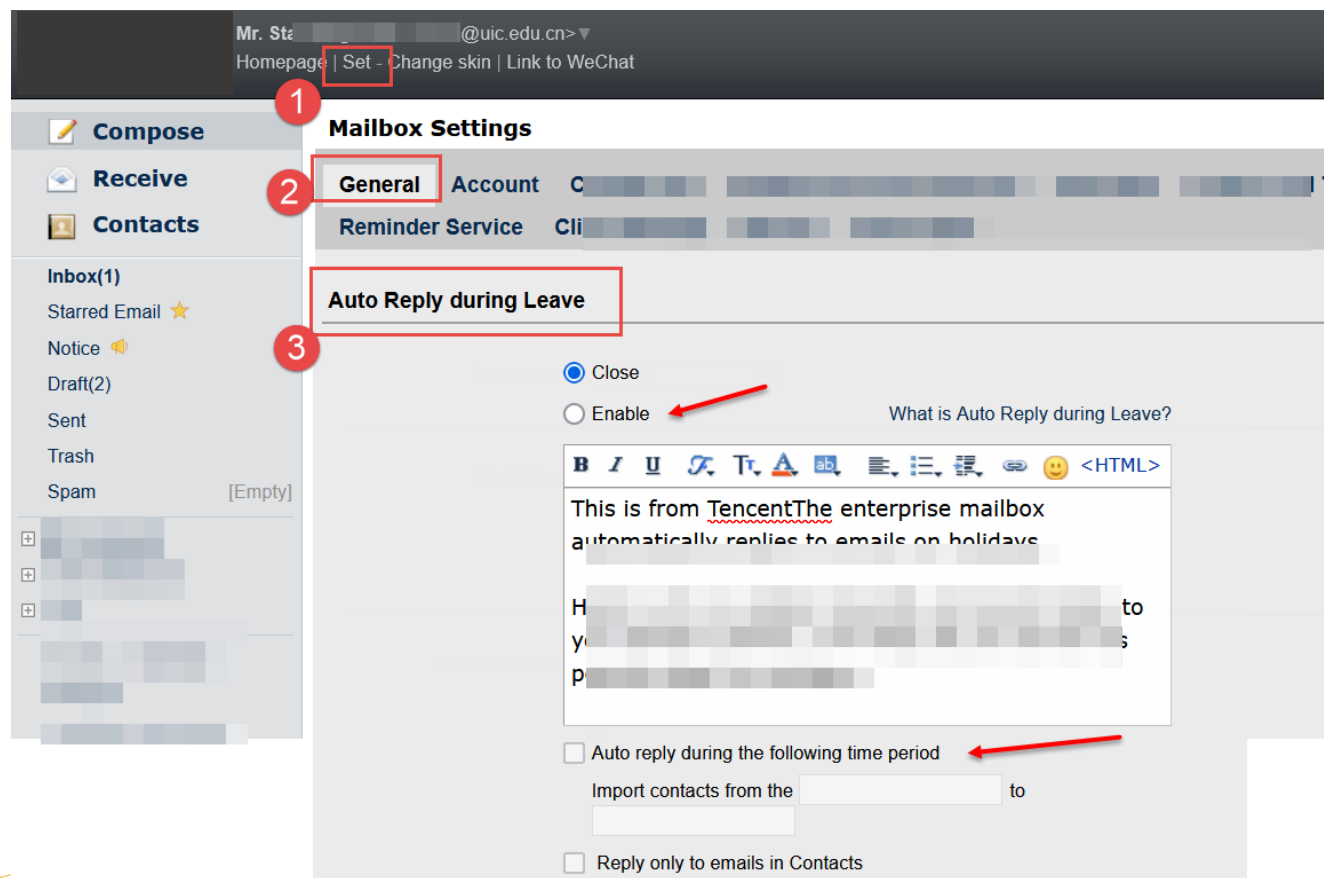 Mr. Sta @uic.edu.cn>▼
Homepage | Set - Change skin | Link to WeChat
1
Compose
Receive
Contacts
Inbox(1)
Starred Email
Notice
Draft(2)
Sent
Trash
Spam [Empty]
Mailbox Settings
2
General Account
Reminder Service
Auto Reply during Leave
3
Close
Enable What is Auto Reply during Leave?
B I U <HTML>
This is from TencentThe enterprise mailbox
automatically replies to emails on holidays
to
Auto reply during the following time period
Import contacts from the to
Reply only to emails in Contacts